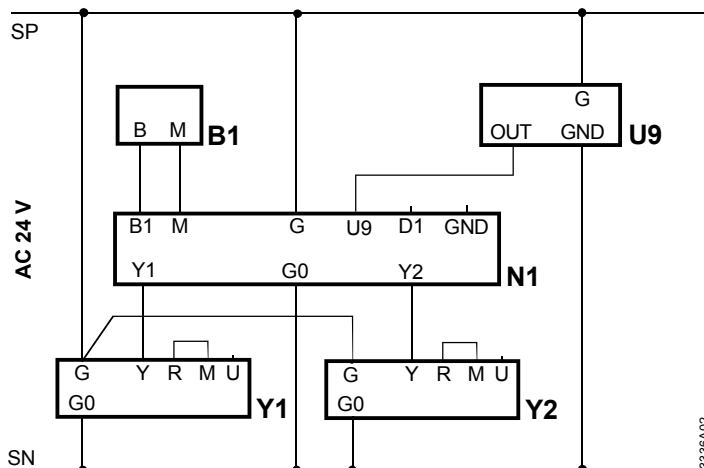 SP
G
B M B1
OUT GND U9
AC 24 V
B1 M G U9 D1 GND
Y1 G0 Y2 N1
G Y R M U
G0 Y1
G Y R M U
G0 Y2
SN
3336A02